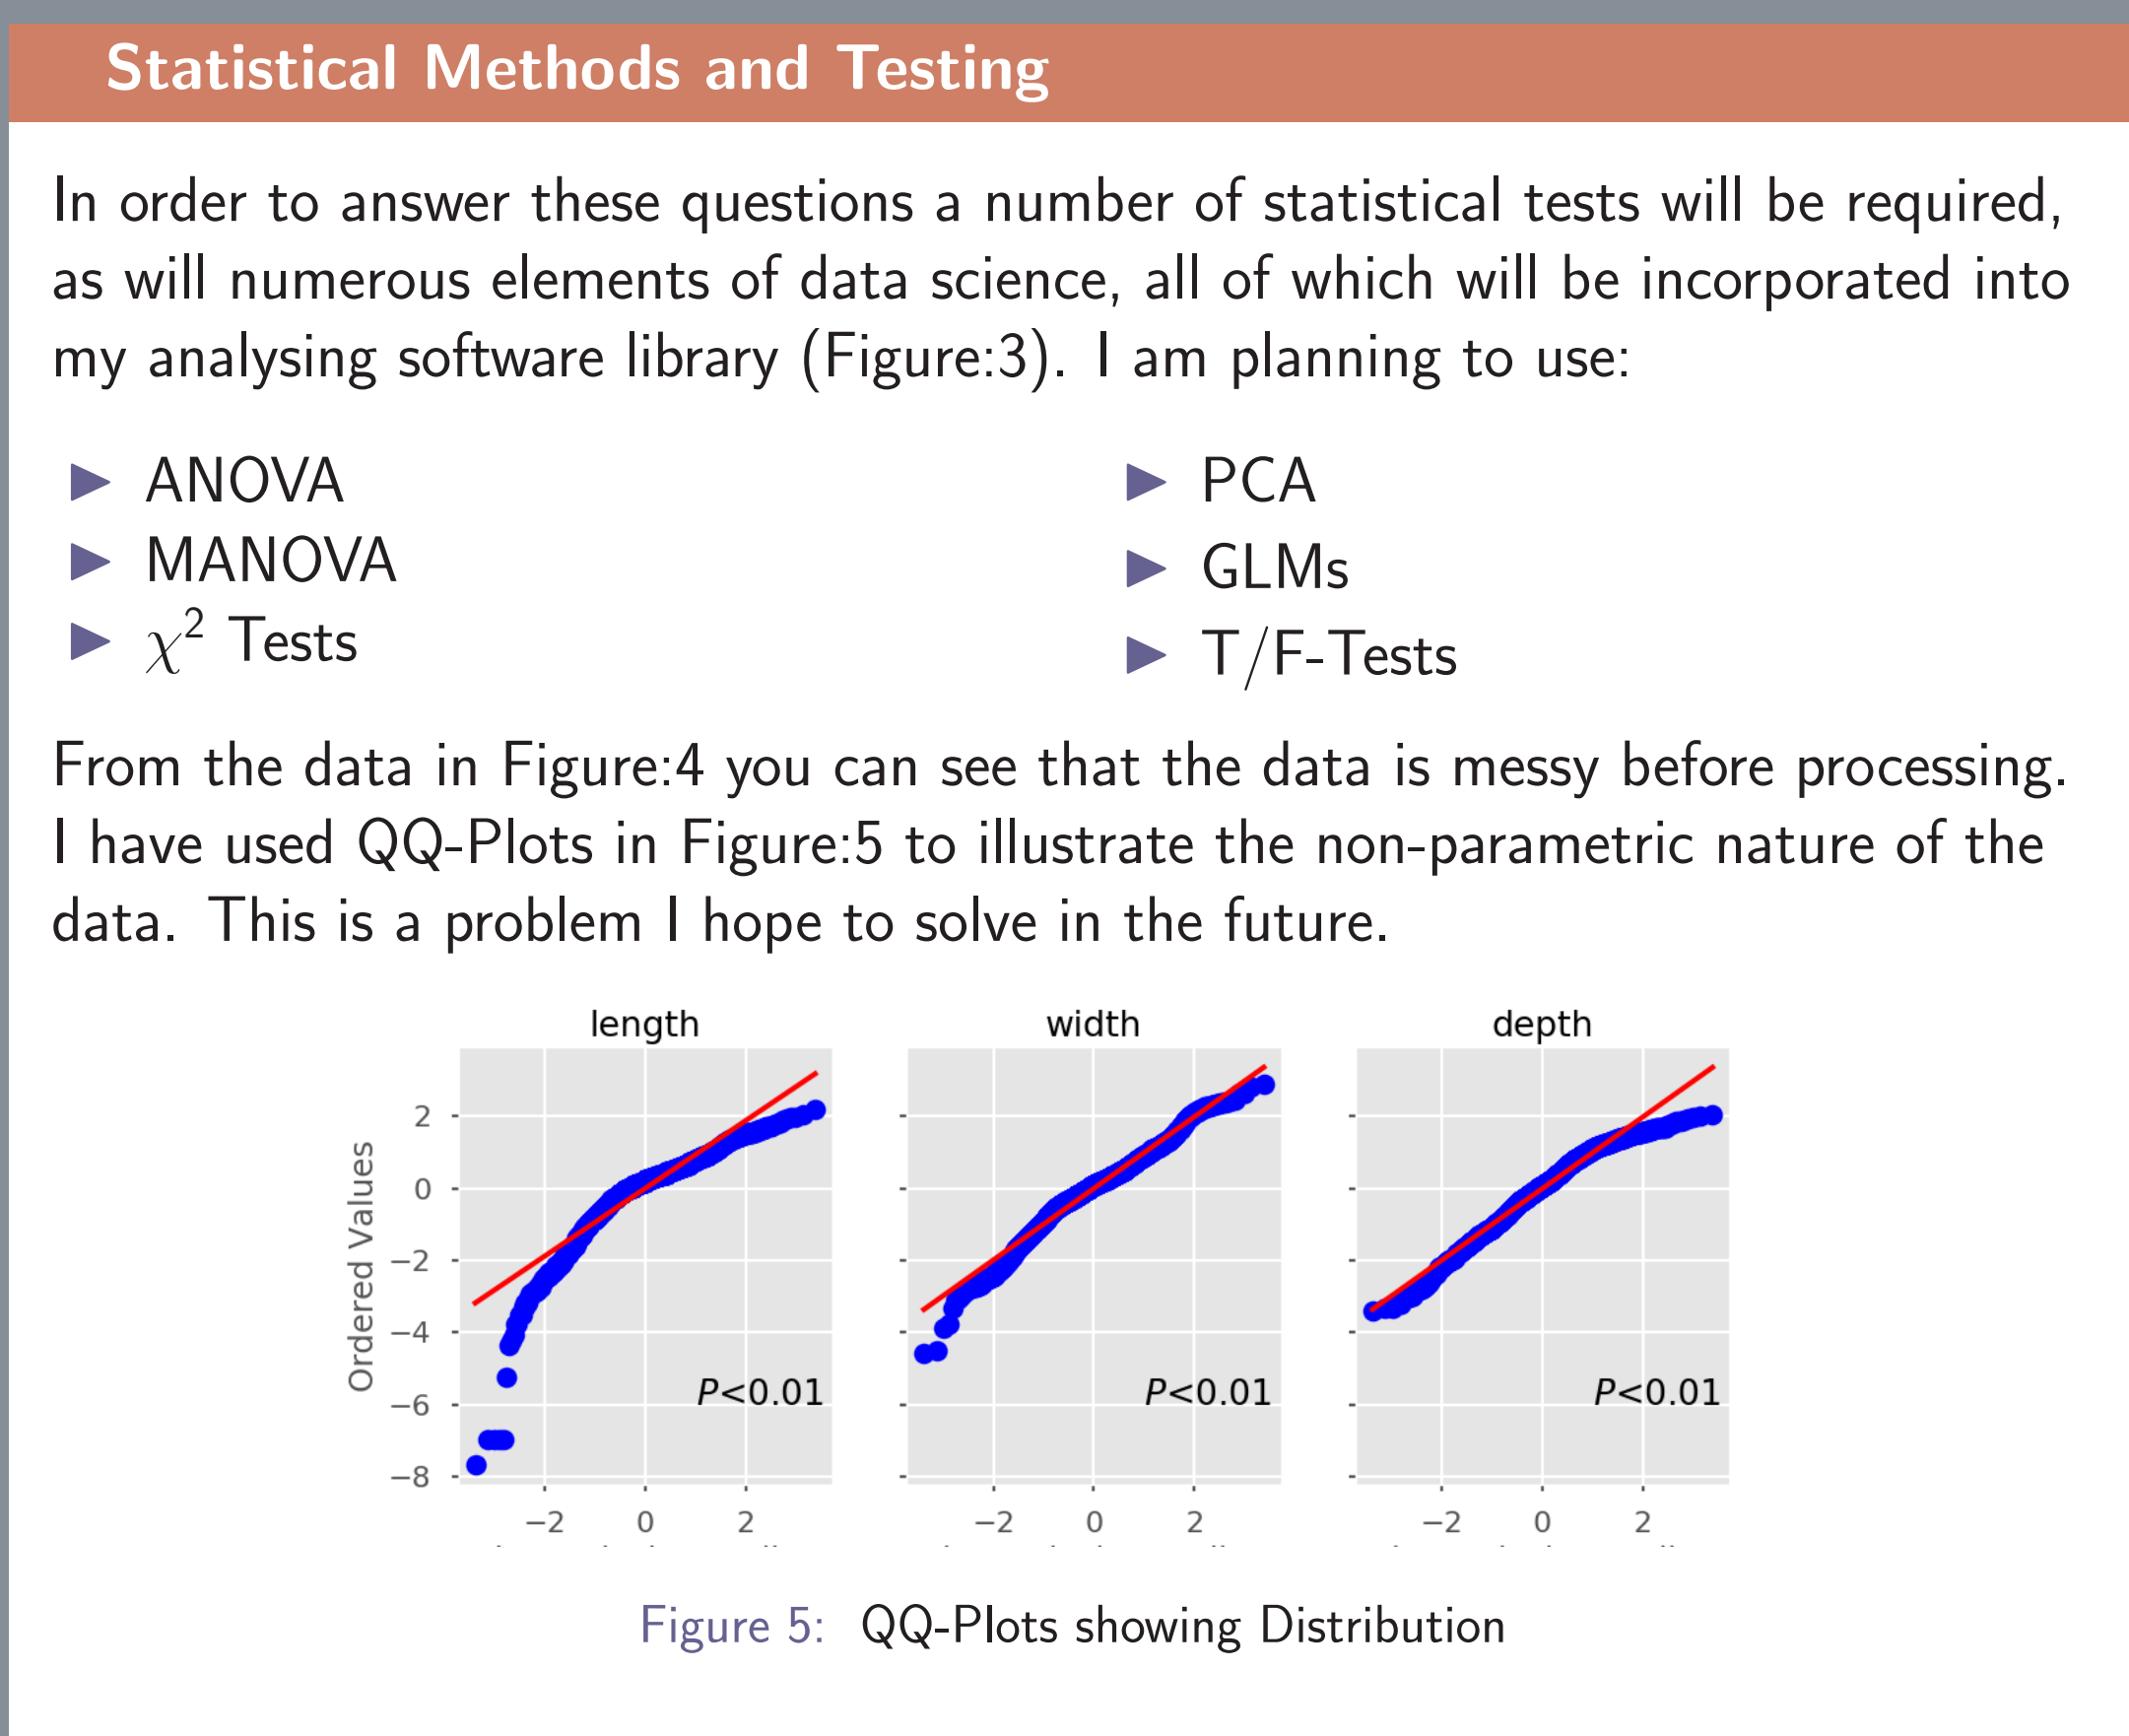 Statistical Methods and Testing
In order to answer these questions a number of statistical tests will be required,
as will numerous elements of data science, all of which will be incorporated into
my analysing software library (Figure:3). I am planning to use:
▶ ANOVA
▶ MANOVA
▶ χ² Tests
▶ PCA
▶ GLMs
▶ T/F-Tests
From the data in Figure:4 you can see that the data is messy before processing.
I have used QQ-Plots in Figure:5 to illustrate the non-parametric nature of the
data. This is a problem I hope to solve in the future.
length width depth
Ordered Values
2
0
−2
−4
−6
−8
P<0.01 P<0.01 P<0.01
−2 0 2 −2 0 2 −2 0 2
Figure 5: QQ-Plots showing Distribution